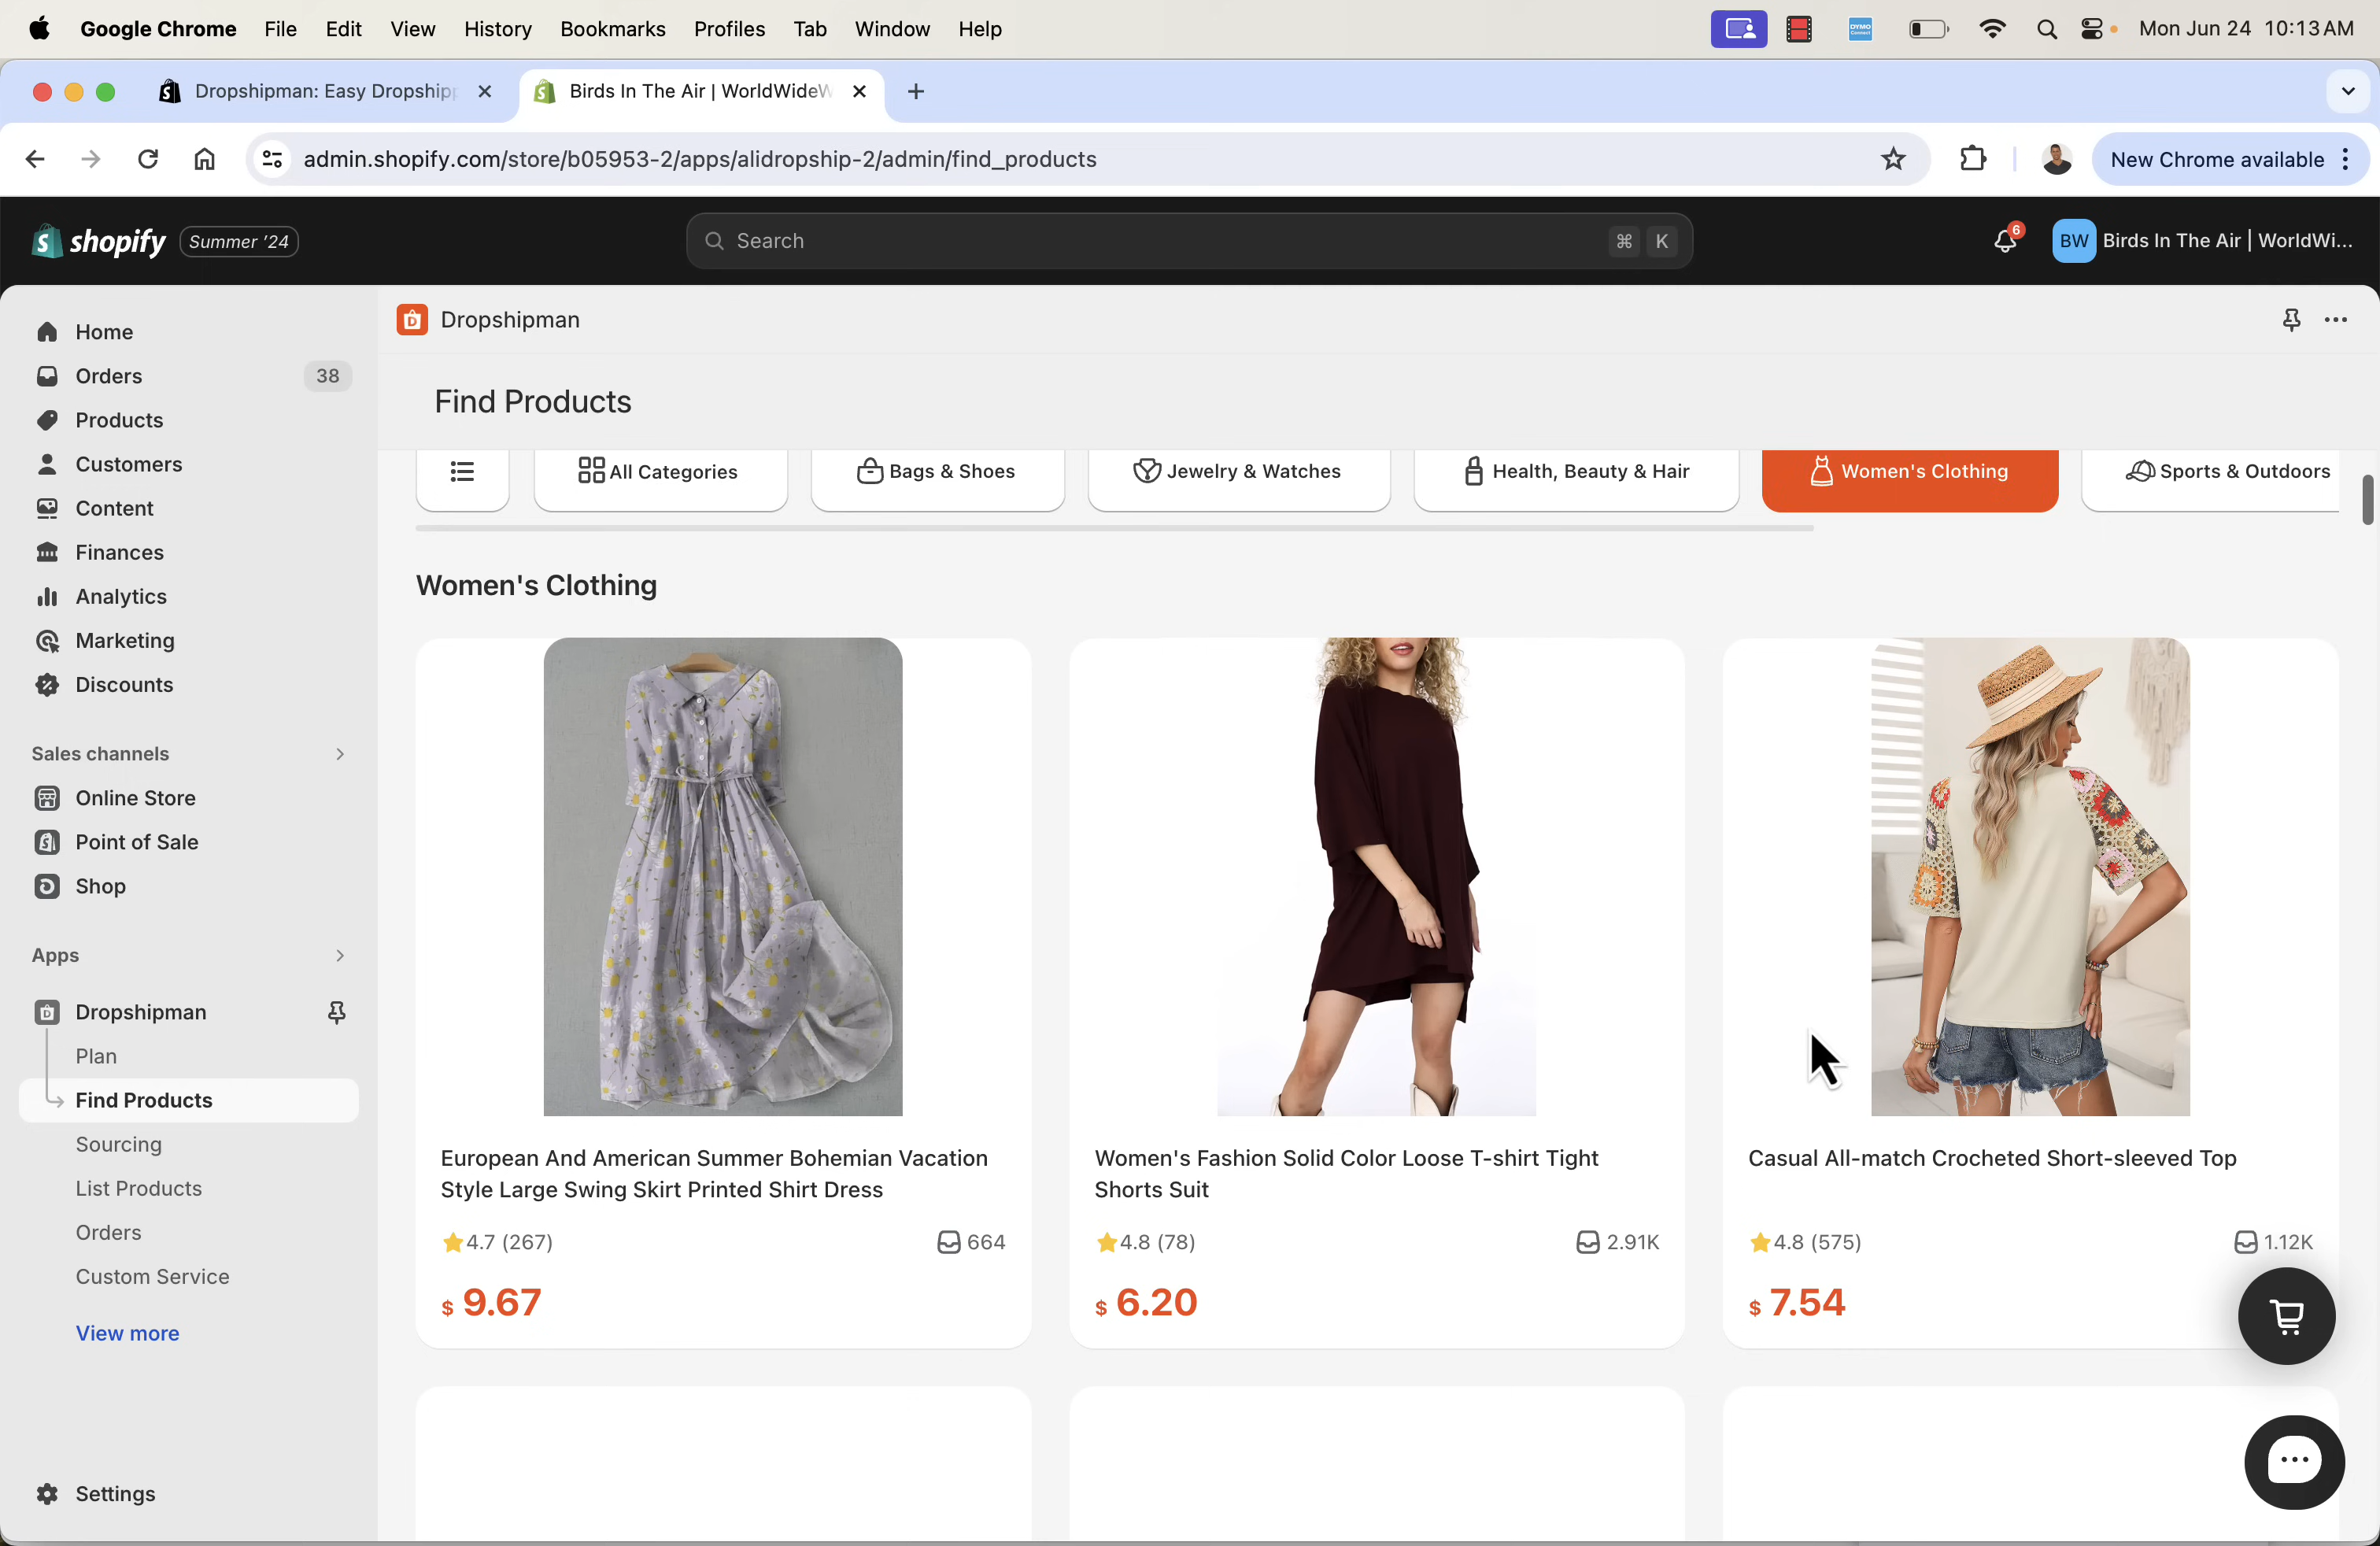 Google Chrome File Edit View History Bookmarks Profiles Tab Window Help
DYMO Connect
Mon Jun 24 10:13 AM
Dropshipman: Easy Dropshipp
Birds In The Air | WorldWideW
admin.shopify.com/store/b05953-2/apps/alidropship-2/admin/find_products
New Chrome available
shopify Summer '24
Search
⌘ K
6
BW Birds In The Air | WorldWi...
Home
Orders 38
Products
Customers
Content
Finances
Analytics
Marketing
Discounts
Sales channels
Online Store
Point of Sale
Shop
Apps
Dropshipman
Plan
Find Products
Sourcing
List Products
Orders
Custom Service
View more
Settings
Dropshipman
Find Products
All Categories
Bags & Shoes
Jewelry & Watches
Health, Beauty & Hair
Women's Clothing
Sports & Outdoors
Women's Clothing
European And American Summer Bohemian Vacation
Style Large Swing Skirt Printed Shirt Dress
4.7 (267) 664
$ 9.67
Women's Fashion Solid Color Loose T-shirt Tight
Shorts Suit
4.8 (78) 2.91K
$ 6.20
Casual All-match Crocheted Short-sleeved Top
4.8 (575) 1.12K
$ 7.54